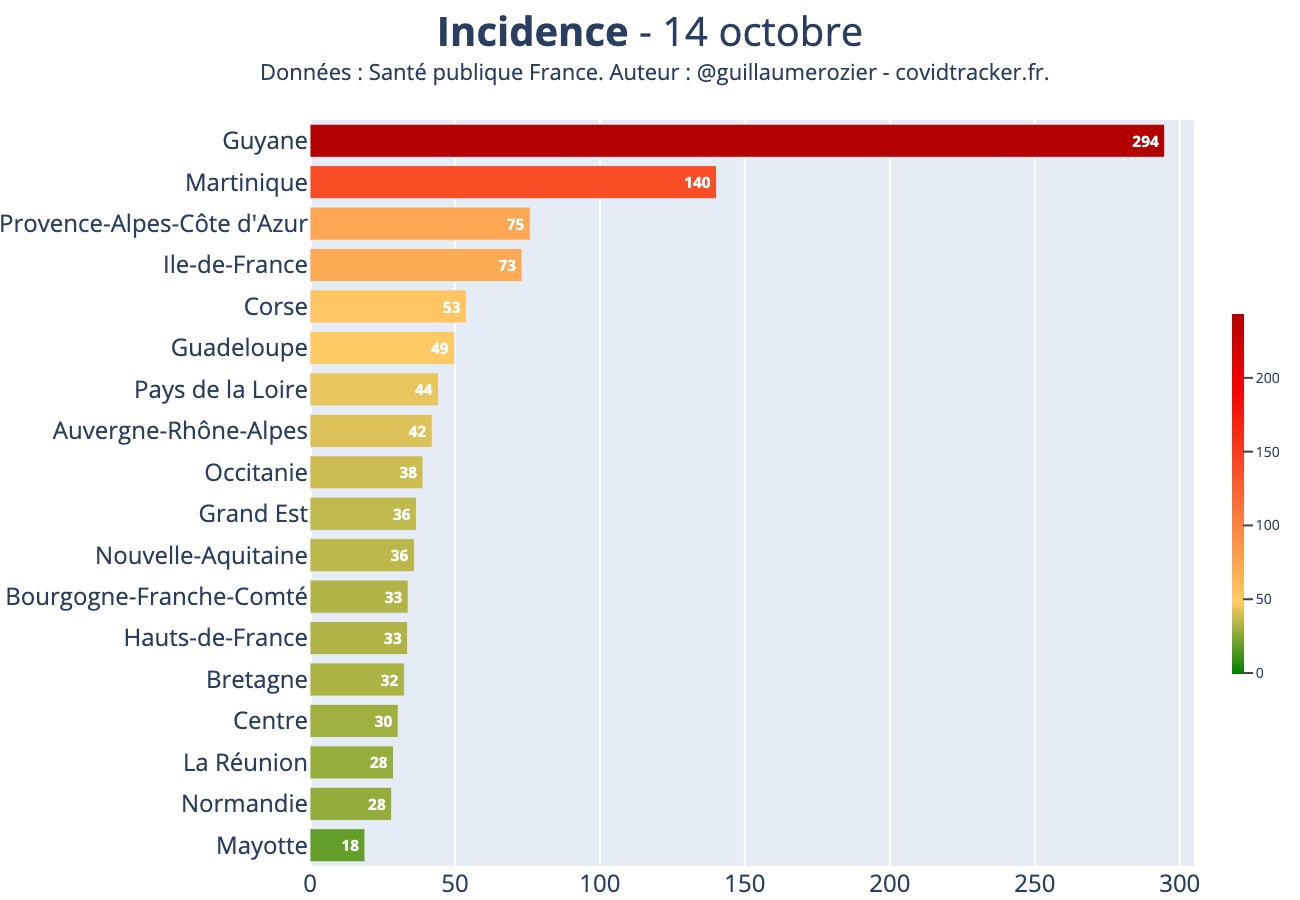 Incidence - 14 octobre
Données : Santé publique France. Auteur : @guillaumerozier - covidtracker.fr.
Guyane 294
Martinique 140
Provence-Alpes-Côte d'Azur 75
Ile-de-France 73
Corse 53
Guadeloupe 49
Pays de la Loire 44
Auvergne-Rhône-Alpes 42
Occitanie 38
Grand Est 36
Nouvelle-Aquitaine 36
Bourgogne-Franche-Comté 33
Hauts-de-France 33
Bretagne 32
Centre 30
La Réunion 28
Normandie 28
Mayotte 18
0 50 100 150 200 250 300
200
150
100
50
0